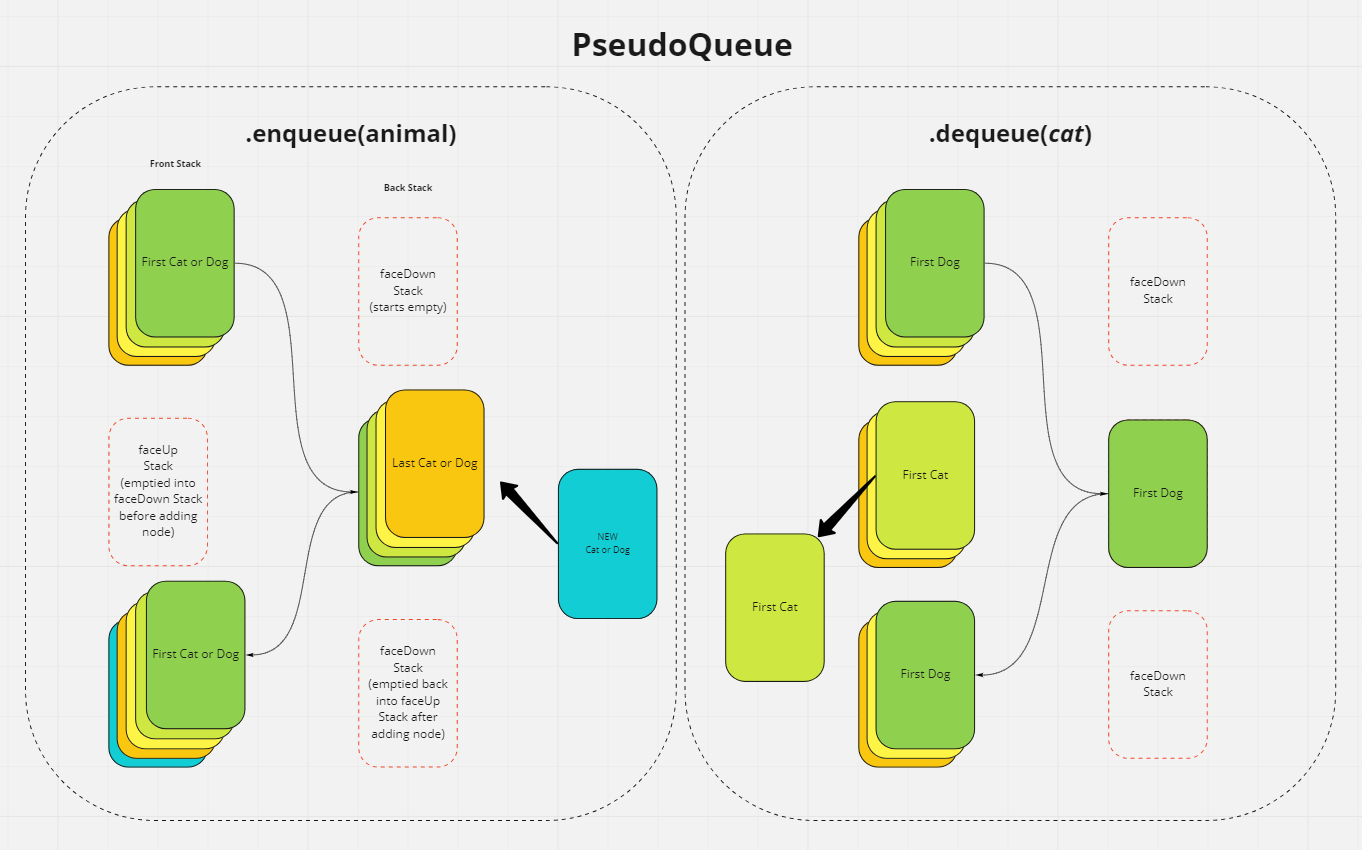 PseudoQueue
.enqueue(animal)
Front Stack
Back Stack
First Cat or Dog
faceDown
Stack
(starts empty)
faceUp
Stack
(emptied into
faceDown Stack
before adding
node)
Last Cat or Dog
NEW
Cat or Dog
First Cat or Dog
faceDown
Stack
(emptied back
into faceUp
Stack after
adding node)
.dequeue(cat)
First Dog
faceDown
Stack
First Cat
First Dog
First Cat
First Dog
faceDown
Stack